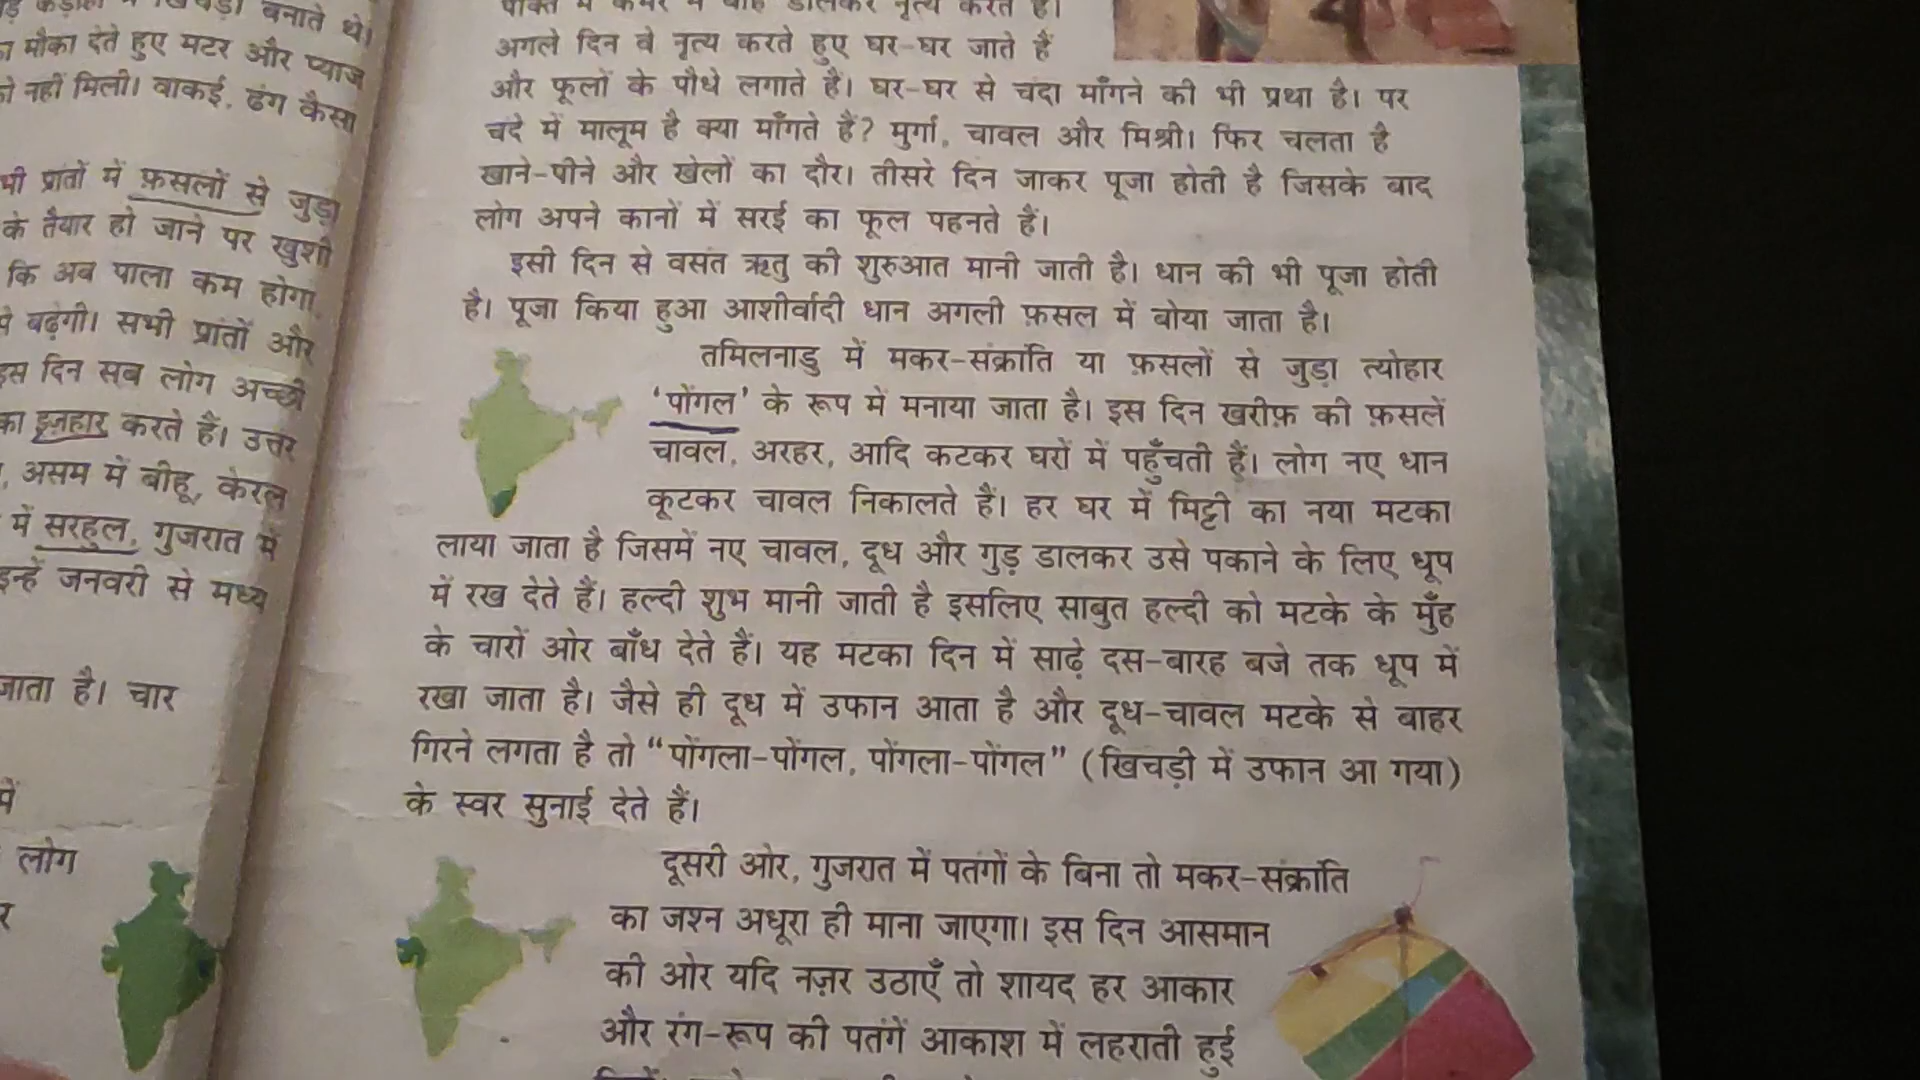 बनाते थे।
मौका देते हुए मटर और प्याज
नहीं मिली। वाकई, ढंग कैसा
प्रांतों में फ़सलों से जुड़ा
के तैयार हो जाने पर खुशी
कि अब पाला कम होगा,
बढ़ेगी। सभी प्रांतों और
इस दिन सब लोग अच्छी
का इज़हार करते हैं। उत्तर
असम में बीहू, केरल
में सरहुल, गुजरात में
इन्हें जनवरी से मध्य
जाता है। चार
में
लोग
में कमर में बाँहें डालकर नृत्य करते हैं।
अगले दिन वे नृत्य करते हुए घर-घर जाते हैं
और फूलों के पौधे लगाते हैं। घर-घर से चंदा माँगने की भी प्रथा है। पर
चंदे में मालूम है क्या माँगते हैं? मुर्गा, चावल और मिश्री। फिर चलता है
खाने-पीने और खेलों का दौर। तीसरे दिन जाकर पूजा होती है जिसके बाद
लोग अपने कानों में सरई का फूल पहनते हैं।
इसी दिन से वसंत ऋतु की शुरुआत मानी जाती है। धान की भी पूजा होती
है। पूजा किया हुआ आशीर्वादी धान अगली फ़सल में बोया जाता है।
तमिलनाडु में मकर-संक्रांति या फ़सलों से जुड़ा त्योहार
‘पोंगल’ के रूप में मनाया जाता है। इस दिन खरीफ़ की फ़सलें
चावल, अरहर, आदि कटकर घरों में पहुँचती हैं। लोग नए धान
कूटकर चावल निकालते हैं। हर घर में मिट्टी का नया मटका
लाया जाता है जिसमें नए चावल, दूध और गुड़ डालकर उसे पकाने के लिए धूप
में रख देते हैं। हल्दी शुभ मानी जाती है इसलिए साबुत हल्दी को मटके के मुँह
के चारों ओर बाँध देते हैं। यह मटका दिन में साढ़े दस-बारह बजे तक धूप में
रखा जाता है। जैसे ही दूध में उफान आता है और दूध-चावल मटके से बाहर
गिरने लगता है तो “पोंगला-पोंगल, पोंगला-पोंगल” (खिचड़ी में उफान आ गया)
के स्वर सुनाई देते हैं।
दूसरी ओर, गुजरात में पतंगों के बिना तो मकर-संक्रांति
का जश्न अधूरा ही माना जाएगा। इस दिन आसमान
की ओर यदि नज़र उठाएँ तो शायद हर आकार
और रंग-रूप की पतंगें आकाश में लहराती हुई